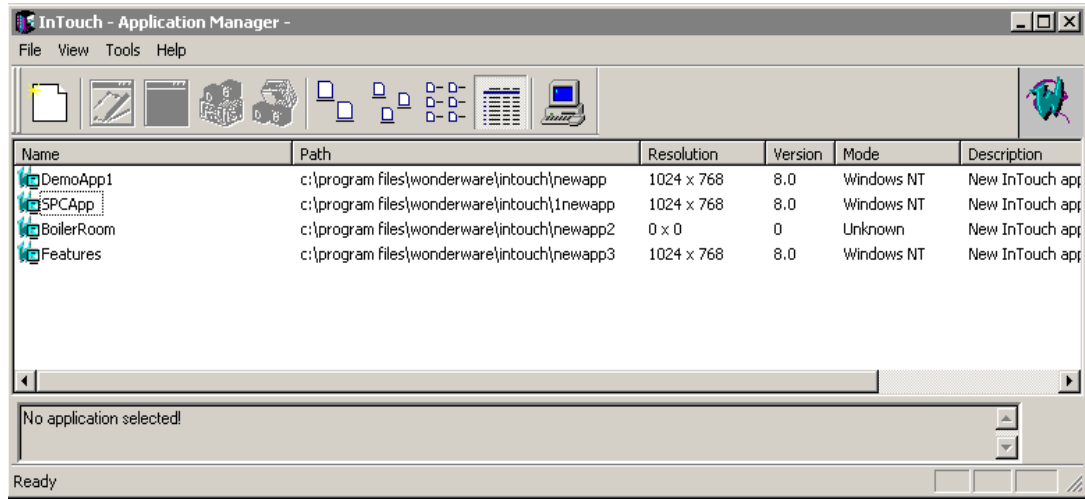 InTouch - Application Manager -
File View Tools Help
Name Path Resolution Version Mode Description
DemoApp1 c:\program files\wonderware\intouch\newapp 1024 x 768 8.0 Windows NT New InTouch app
SPCApp c:\program files\wonderware\intouch\1newapp 1024 x 768 8.0 Windows NT New InTouch app
BoilerRoom c:\program files\wonderware\intouch\newapp2 0 x 0 0 Unknown New InTouch app
Features c:\program files\wonderware\intouch\newapp3 1024 x 768 8.0 Windows NT New InTouch app
No application selected!
Ready